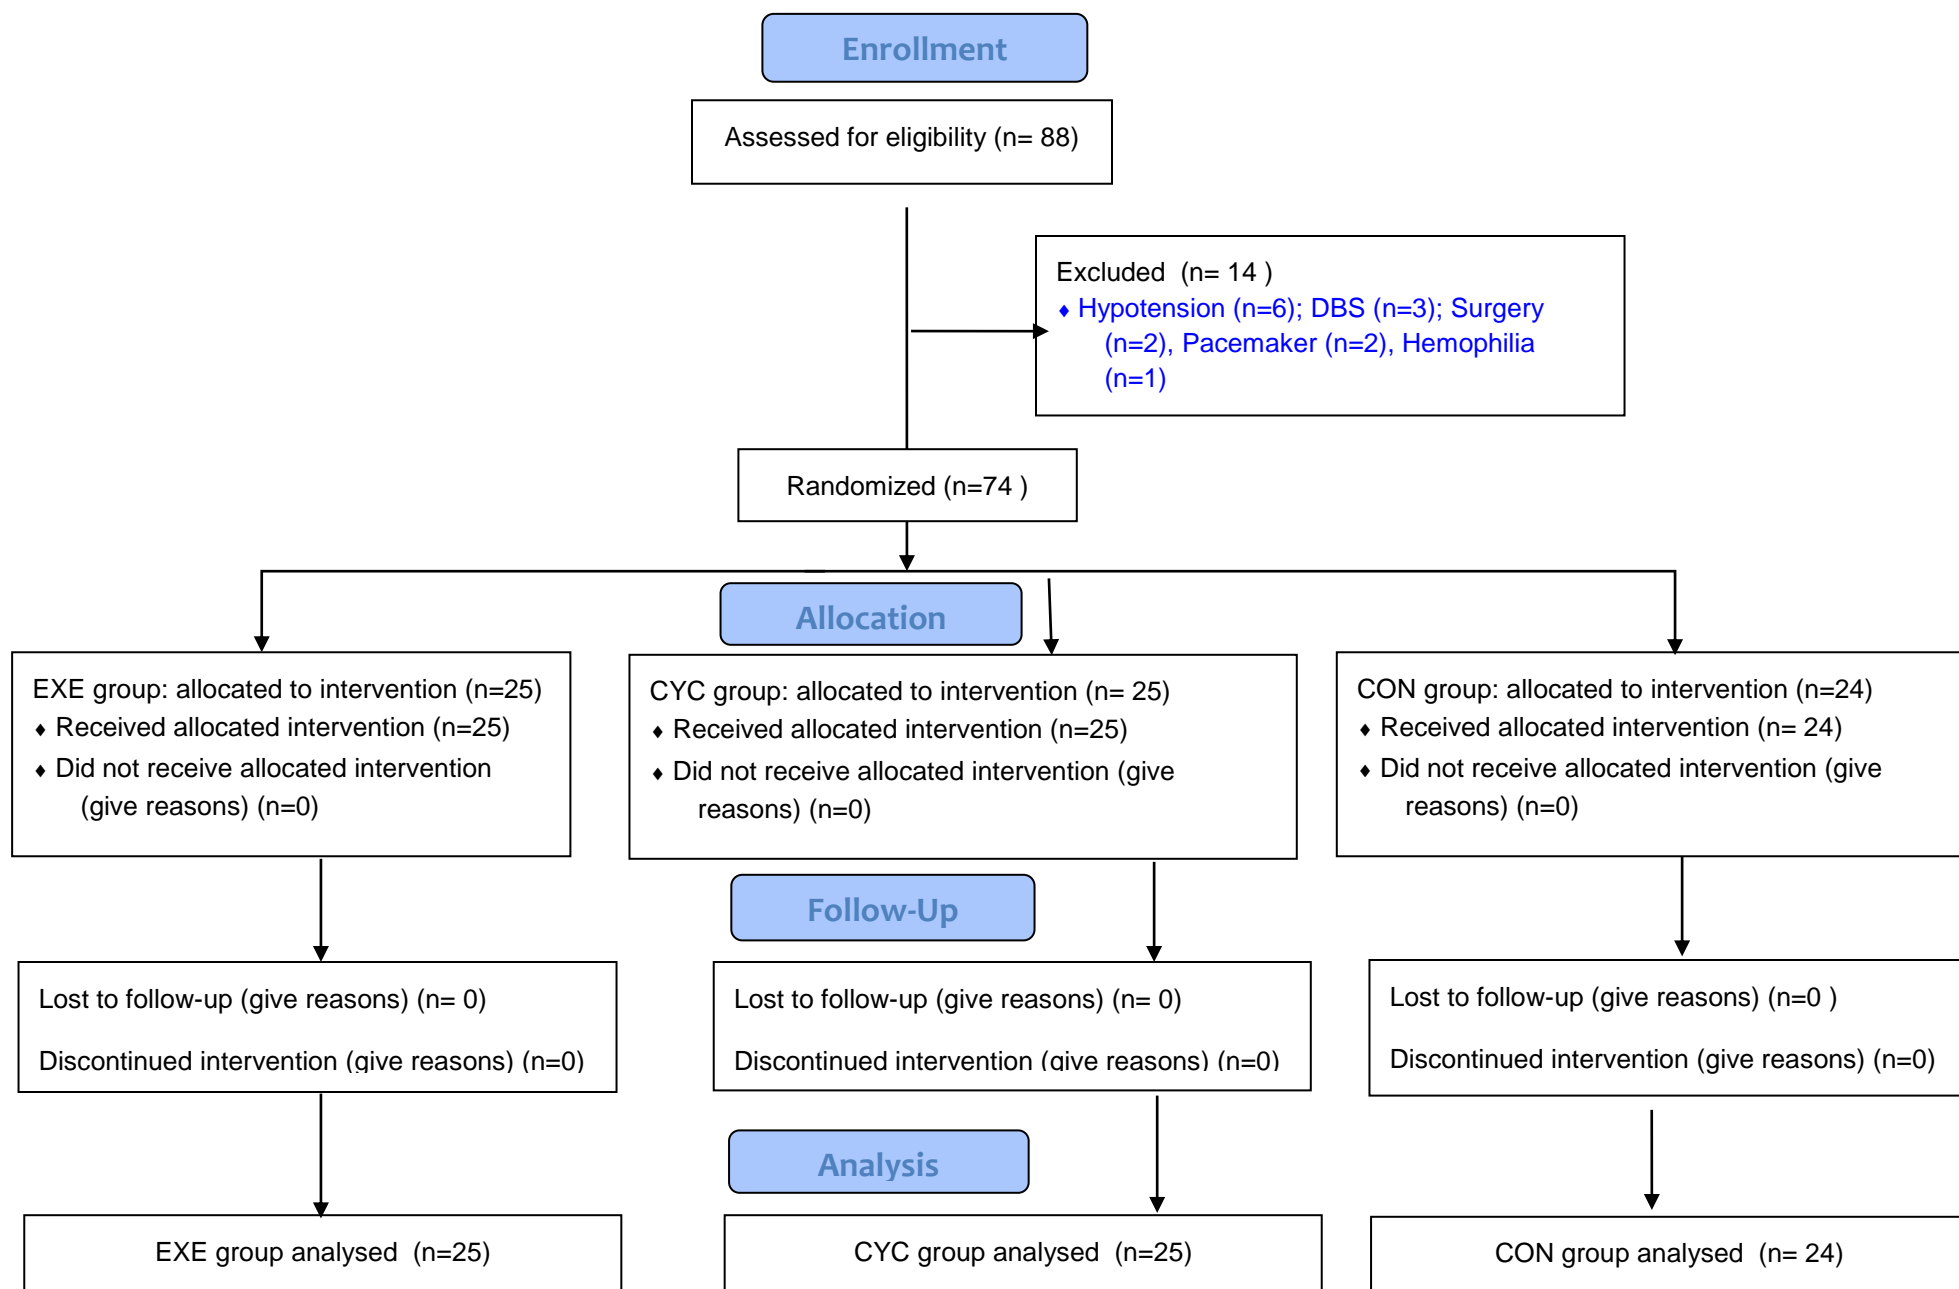 Enrollment
Assessed for eligibility (n= 88)
Excluded  (n= 14 )
♦ Hypotension (n=6); DBS (n=3); Surgery
(n=2), Pacemaker (n=2), Hemophilia
(n=1)
Randomized (n=74 )
Allocation
EXE group: allocated to intervention (n=25)
♦ Received allocated intervention (n=25)
♦ Did not receive allocated intervention
(give reasons) (n=0)
CYC group: allocated to intervention (n= 25)
♦ Received allocated intervention (n=25)
♦ Did not receive allocated intervention (give
reasons) (n=0)
CON group: allocated to intervention (n=24)
♦ Received allocated intervention (n= 24)
♦ Did not receive allocated intervention (give
reasons) (n=0)
Follow-Up
Lost to follow-up (give reasons) (n= 0)
Discontinued intervention (give reasons) (n=0)
Lost to follow-up (give reasons) (n= 0)
Discontinued intervention (give reasons) (n=0)
Lost to follow-up (give reasons) (n=0 )
Discontinued intervention (give reasons) (n=0)
Analysis
EXE group analysed  (n=25)
CYC group analysed  (n=25)
CON group analysed  (n= 24)